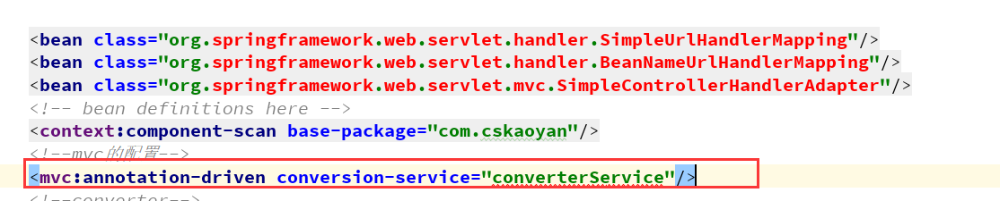 <bean class="org.springframework.web.servlet.handler.SimpleUrlHandlerMapping"/>
<bean class="org.springframework.web.servlet.handler.BeanNameUrlHandlerMapping"/>
<bean class="org.springframework.web.servlet.mvc.SimpleControllerHandlerAdapter"/>
<!-- bean definitions here -->
<context:component-scan base-package="com.cskaoyan"/>
<!--mvc的配置-->
<mvc:annotation-driven conversion-service="converterService"/>
<!--converter-->